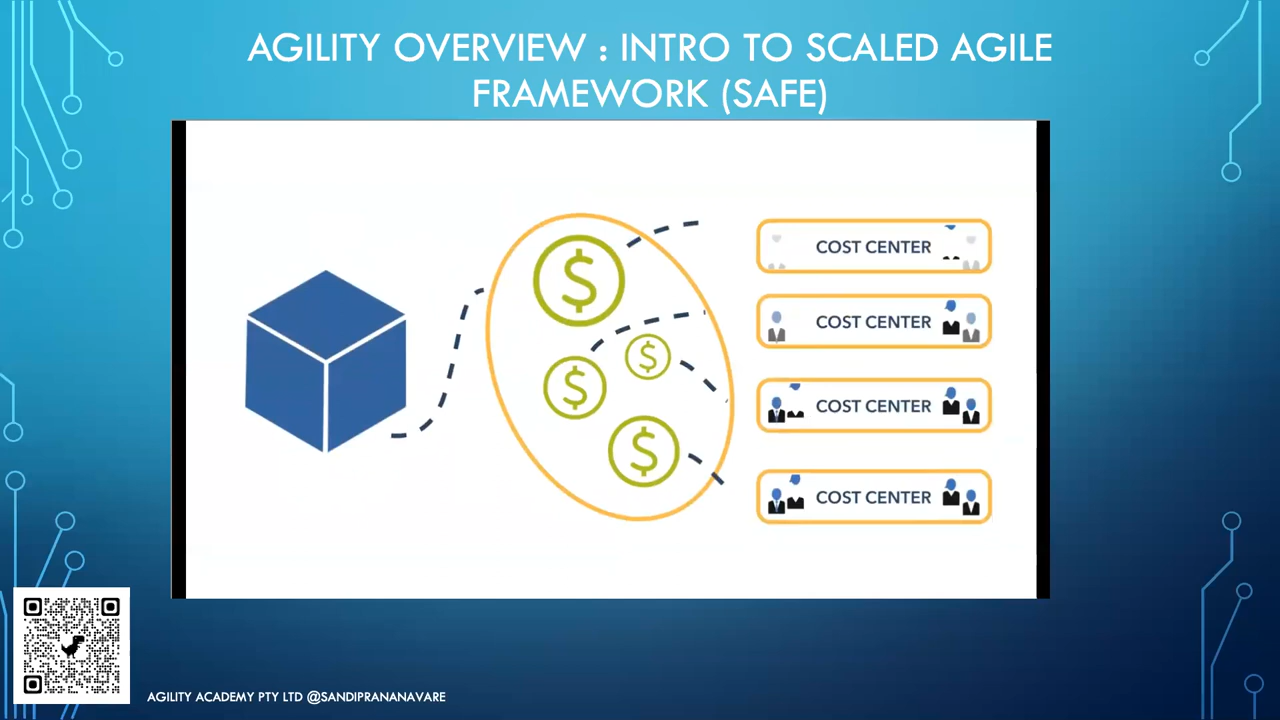 AGILITY OVERVIEW : INTRO TO SCALED AGILE
FRAMEWORK (SAFE)
$
$
$
$
COST CENTER
COST CENTER
COST CENTER
COST CENTER
AGILITY ACADEMY PTY LTD @SANDIPRANANAVARE